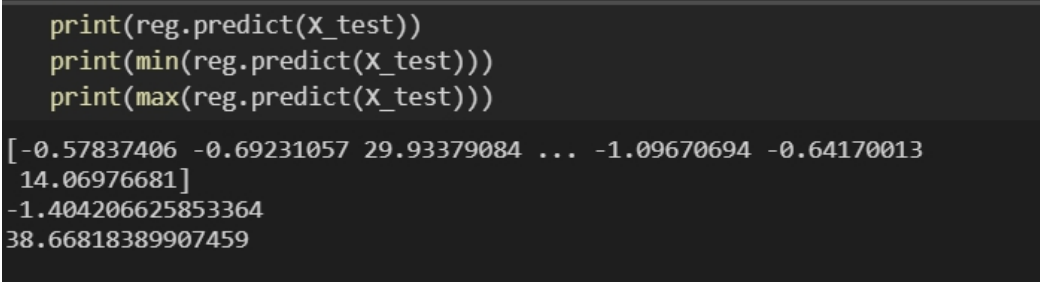 print(reg.predict(X_test))
print(min(reg.predict(X_test)))
print(max(reg.predict(X_test)))
[-0.57837406 -0.69231057 29.93379084 ... -1.09670694 -0.64170013
14.06976681]
-1.404206625853364
38.66818389907459